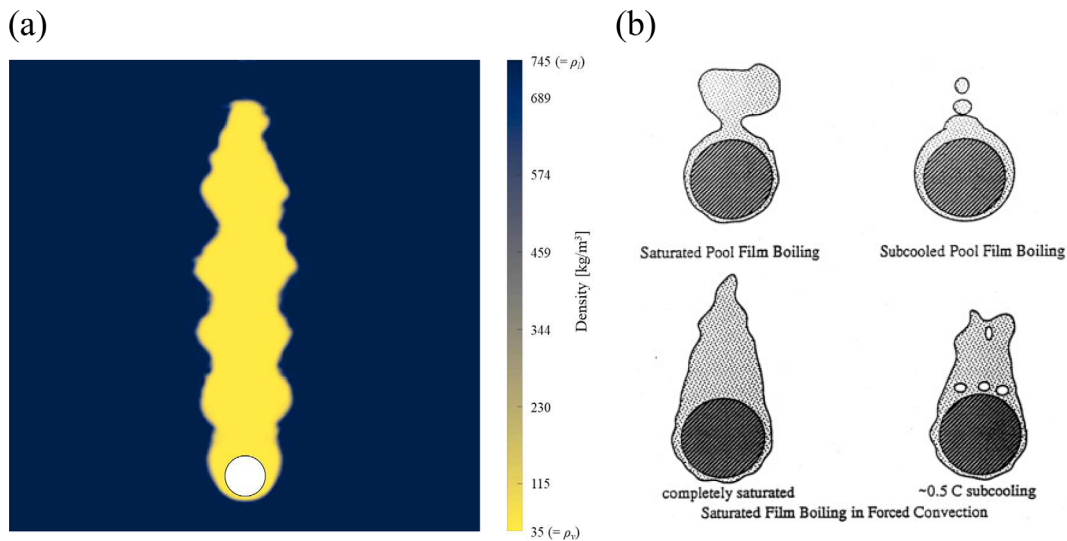 (a)
(b)
745 (= ρl)
689
574
459
344
230
115
35 (= ρv)
Density [kg/m³]
Saturated Pool Film Boiling
Subcooled Pool Film Boiling
completely saturated
~0.5 C subcooling
Saturated Film Boiling in Forced Convection